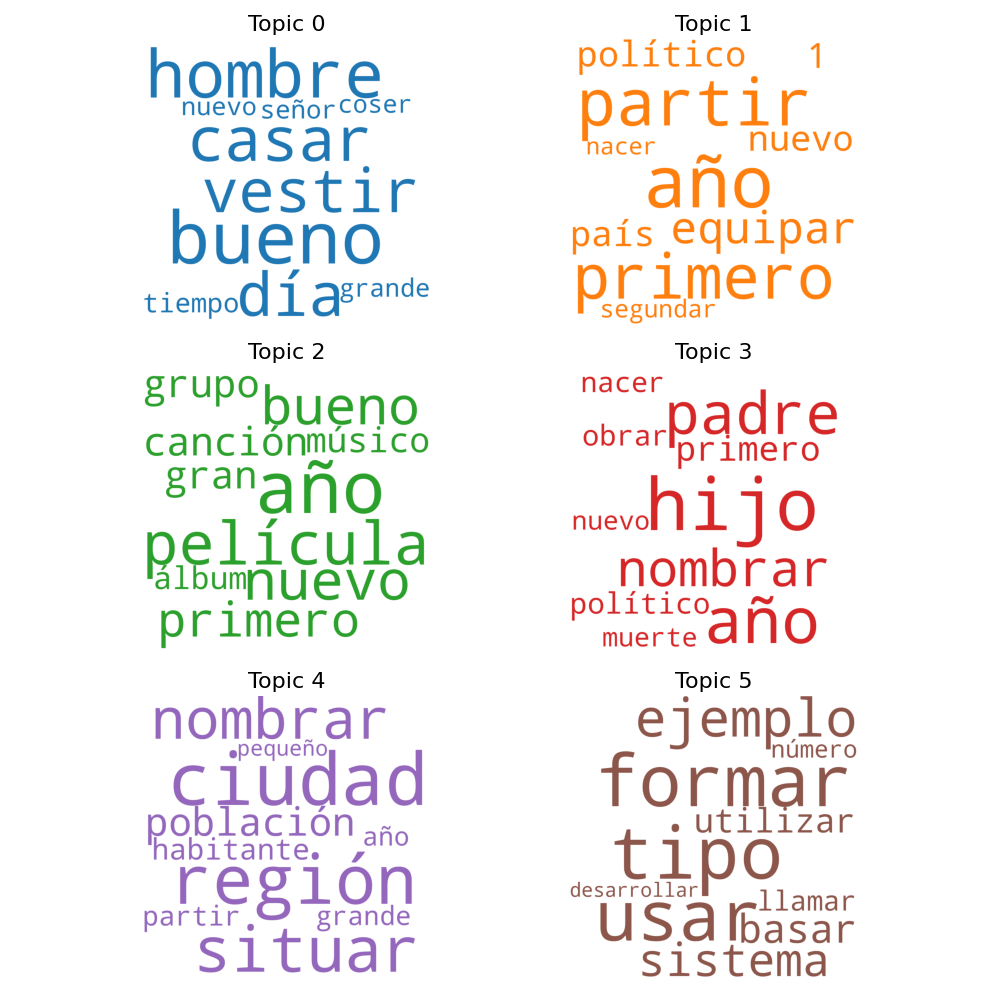 Topic 0
hombre
nuevo señor coser
casar
vestir
bueno
tiempo día grande
Topic 1
político 1
partir
nacer nuevo
año
país equipar
primero
segundar
Topic 2
grupo bueno
canción músico
gran año
película
álbum nuevo
primero
Topic 3
nacer padre
obrar primero
nuevo hijo
nombrar
político año
muerte
Topic 4
nombrar
pequeño
ciudad
población año
habitante
región
partir grande
situar
Topic 5
ejemplo
número
formar
utilizar
tipo
desarrollar llamar
usar basar
sistema